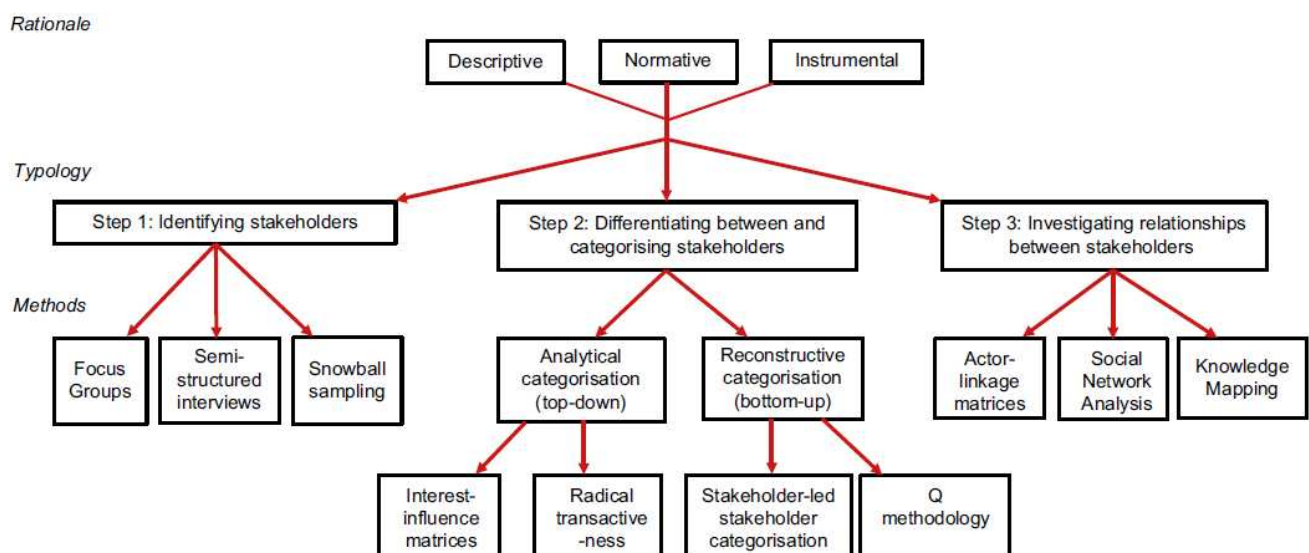 Rationale
Descriptive
Normative
Instrumental
Typology
Step 1: Identifying stakeholders
Step 2: Differentiating between and
categorising stakeholders
Step 3: Investigating relationships
between stakeholders
Methods
Focus
Groups
Semi-
structured
interviews
Snowball
sampling
Analytical
categorisation
(top-down)
Reconstructive
categorisation
(bottom-up)
Actor-
linkage
matrices
Social
Network
Analysis
Knowledge
Mapping
Interest-
influence
matrices
Radical
transactive
-ness
Stakeholder-led
stakeholder
categorisation
Q
methodology